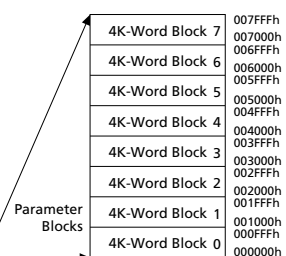 007FFFh
4K-Word Block 7
007000h
006FFFh
4K-Word Block 6
006000h
005FFFh
4K-Word Block 5
005000h
004FFFh
4K-Word Block 4
004000h
003FFFh
4K-Word Block 3
003000h
002FFFh
4K-Word Block 2
002000h
001FFFh
Parameter
Blocks
4K-Word Block 1
001000h
000FFFh
4K-Word Block 0
000000h